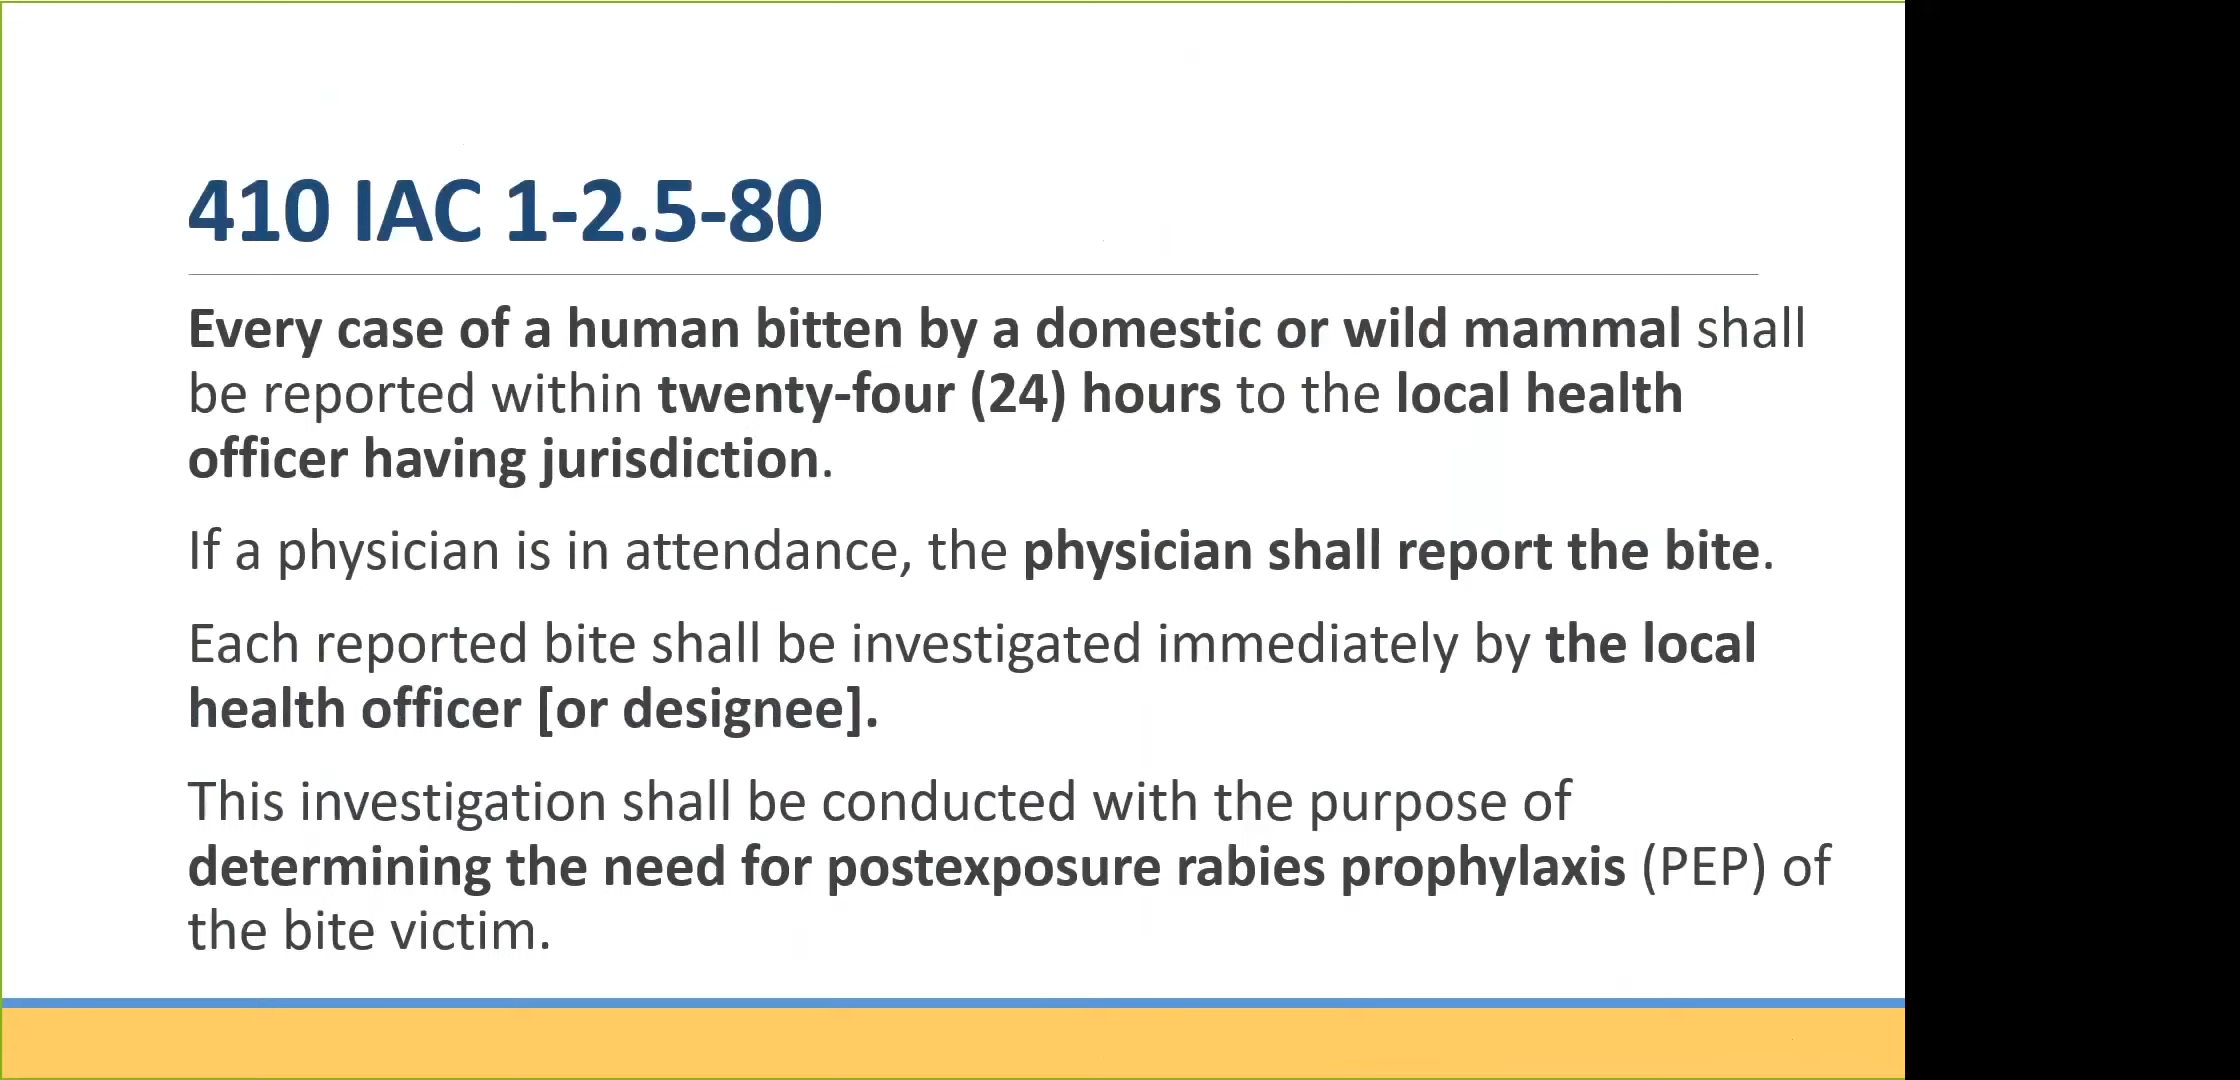 410 IAC 1-2.5-80
Every case of a human bitten by a domestic or wild mammal shall
be reported within twenty-four (24) hours to the local health
officer having jurisdiction.
If a physician is in attendance, the physician shall report the bite.
Each reported bite shall be investigated immediately by the local
health officer [or designee].
This investigation shall be conducted with the purpose of
determining the need for postexposure rabies prophylaxis (PEP) of
the bite victim.